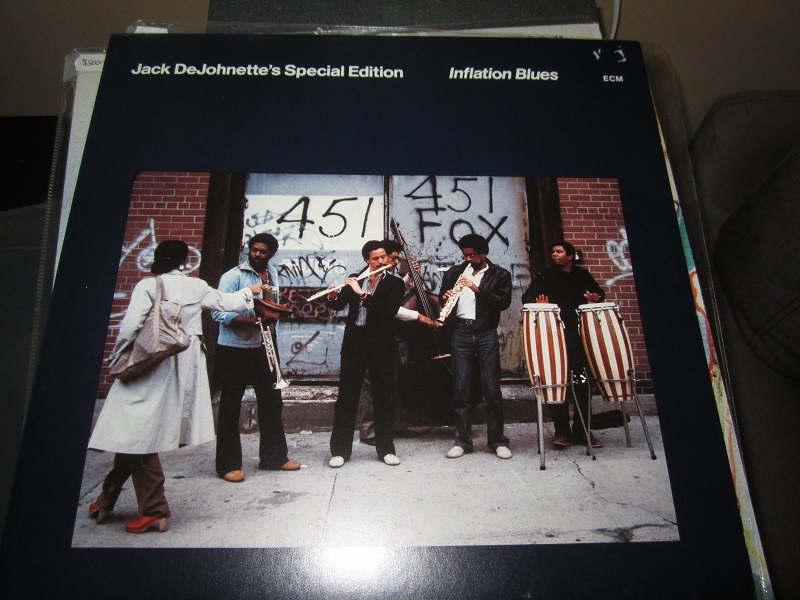 Jack DeJohnette's Special Edition
Inflation Blues
ECM
451
451
FOX